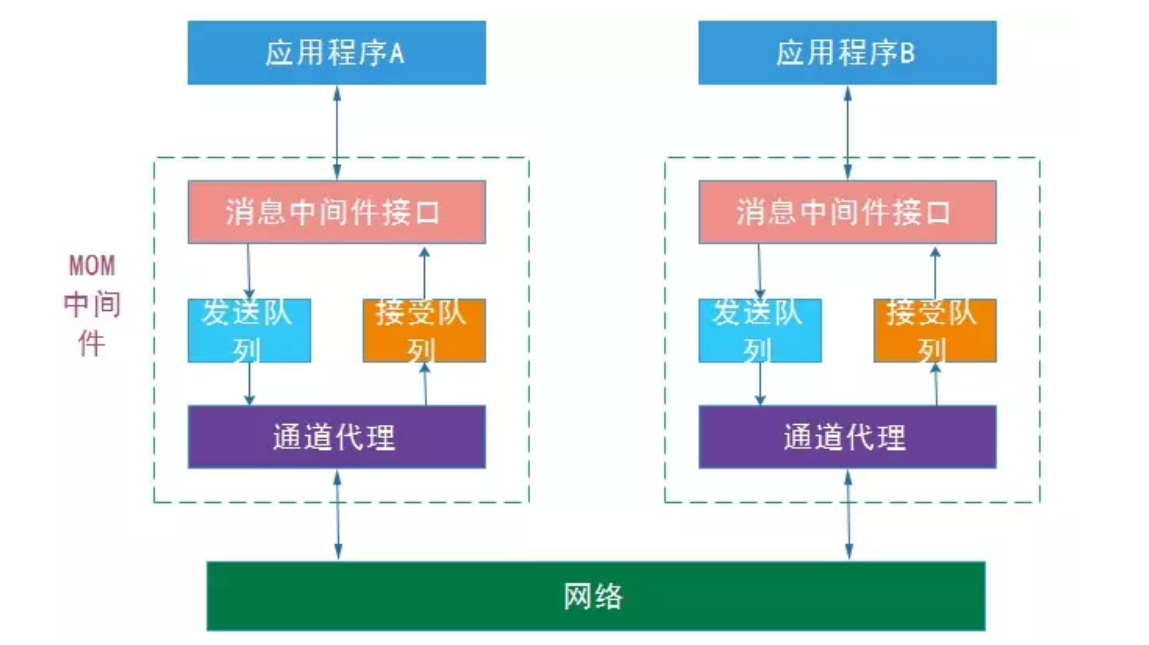 应用程序A
应用程序B
消息中间件接口
消息中间件接口
MOM
中间
件
发送队
列
接受队
列
发送队
列
接受队
列
通道代理
通道代理
网络